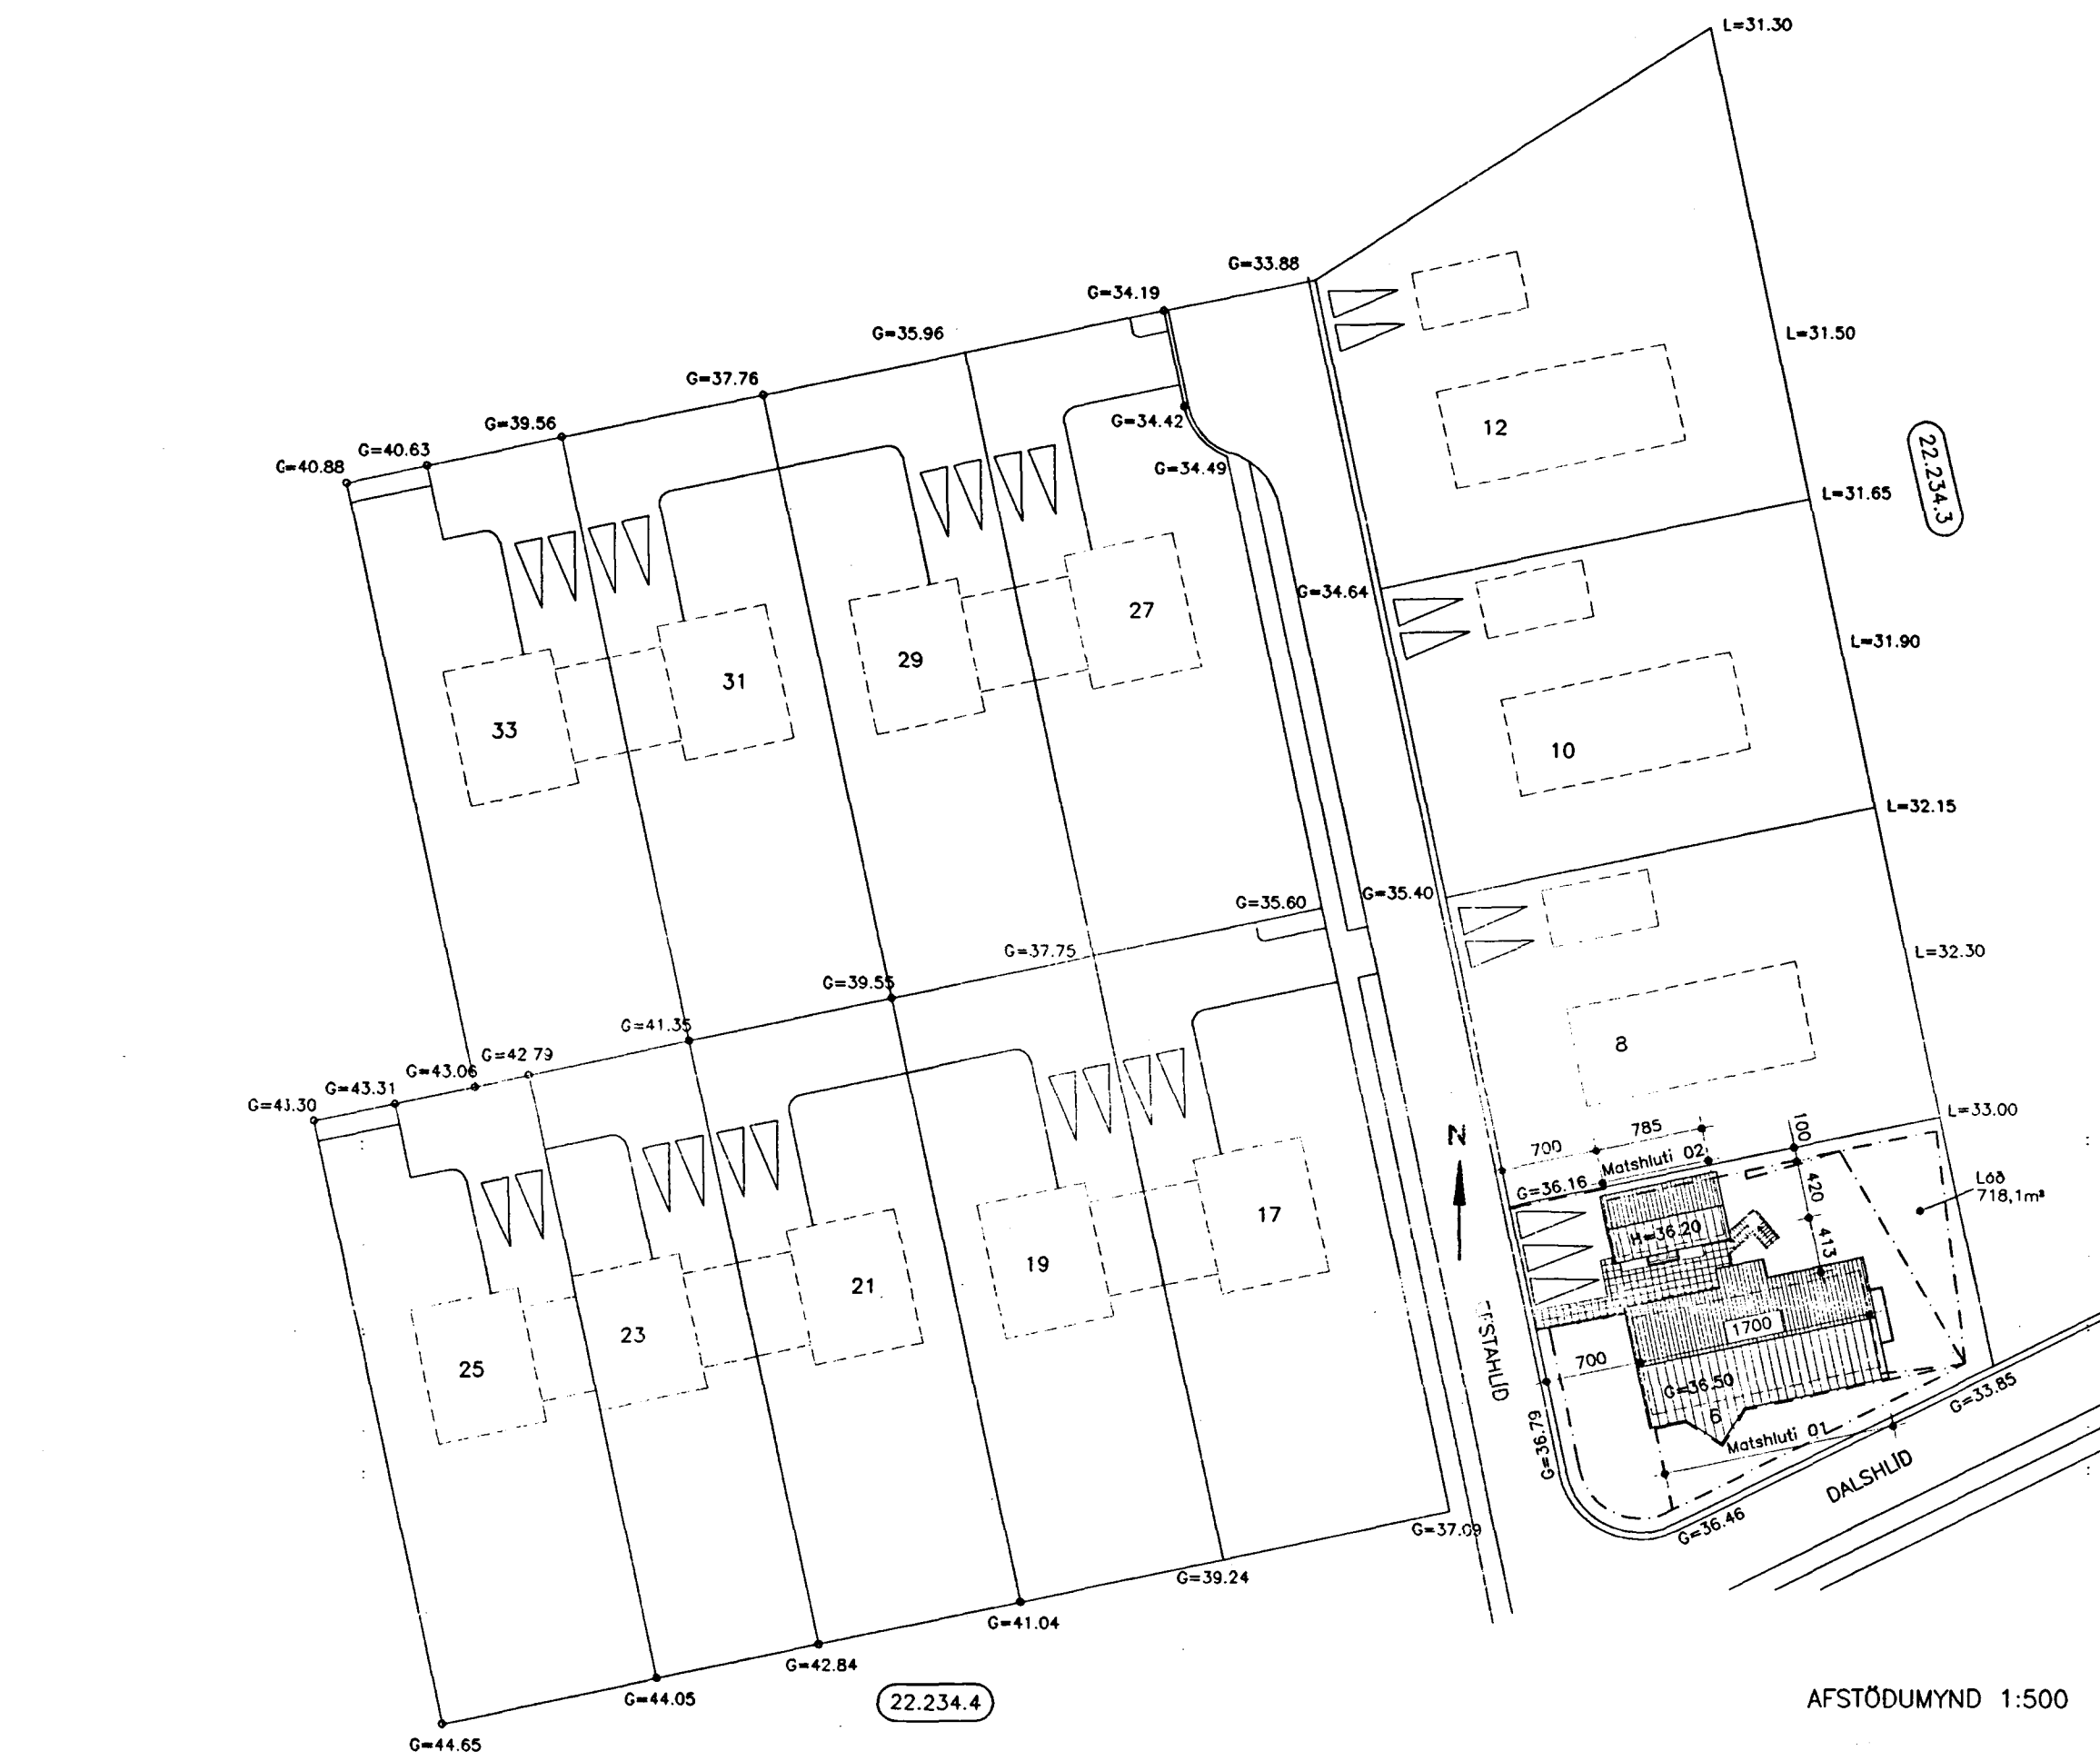 L=31.30
G=33.88
G=34.19
G=35.96
L=31.50
G=37.76
G=39.56
G=34.42
12
G=40.63
G=40.88
G=34.49
22.234.3
L=31.65
G=34.64
27
L=31.90
29
31
33
10
L=32.15
G=35.40
G=35.60
G=37.75
L=32.30
G=39.55
G=41.35
8
G=42.79
G=43.06
G=43.31
L=33.00
N
700
785
100
Matshluti 02
G=36.16
420
Lóð
718,1m²
17
H=36.20
413
19
21
23
25
1700
700
G=36.50
6
Matshluti 01
G=33.85
G=36.79
DALSHLÍÐ
G=36.46
G=37.09
G=39.24
G=41.04
G=42.84
G=44.05
22.234.4
AFSTÖÐUMYND 1:500
G=44.65